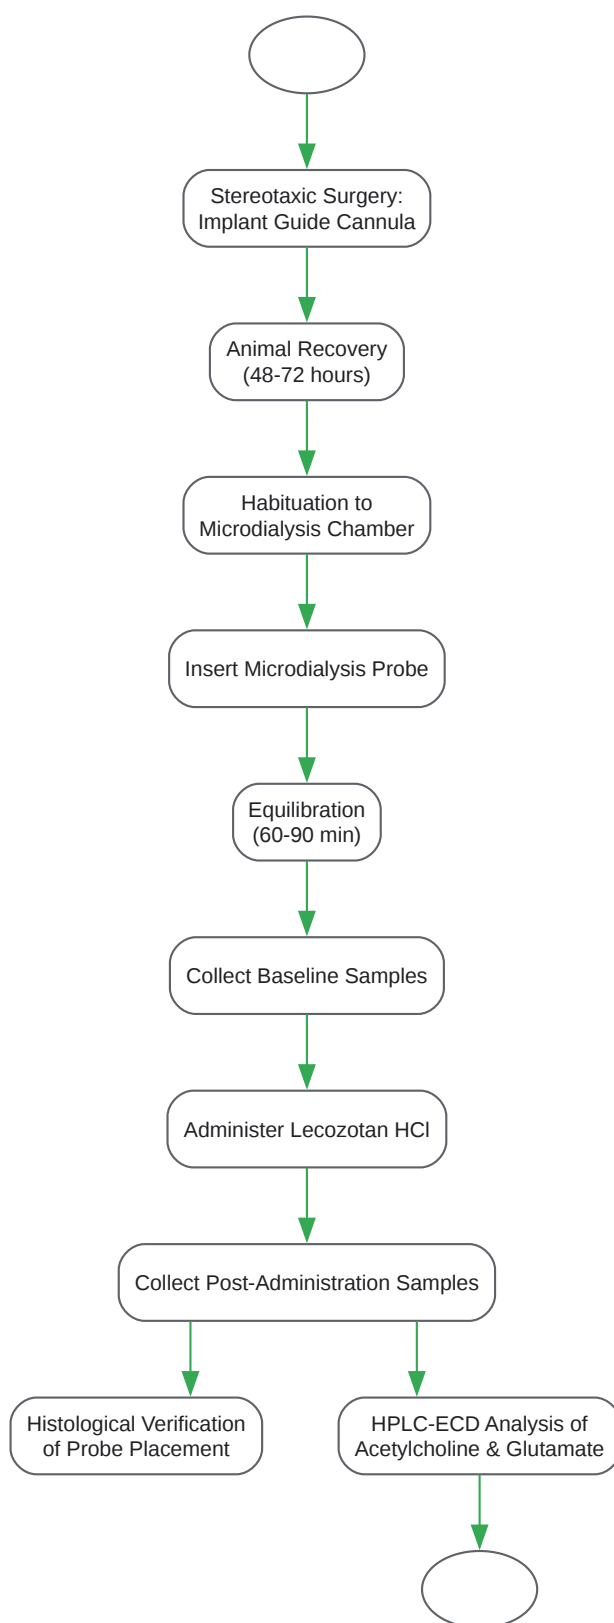 Stereotaxic Surgery:
Implant Guide Cannula
Animal Recovery
(48-72 hours)
Habituation to
Microdialysis Chamber
Insert Microdialysis Probe
Equilibration
(60-90 min)
Collect Baseline Samples
Administer Lecozotan HCl
Collect Post-Administration Samples
Histological Verification
of Probe Placement
HPLC-ECD Analysis of
Acetylcholine & Glutamate